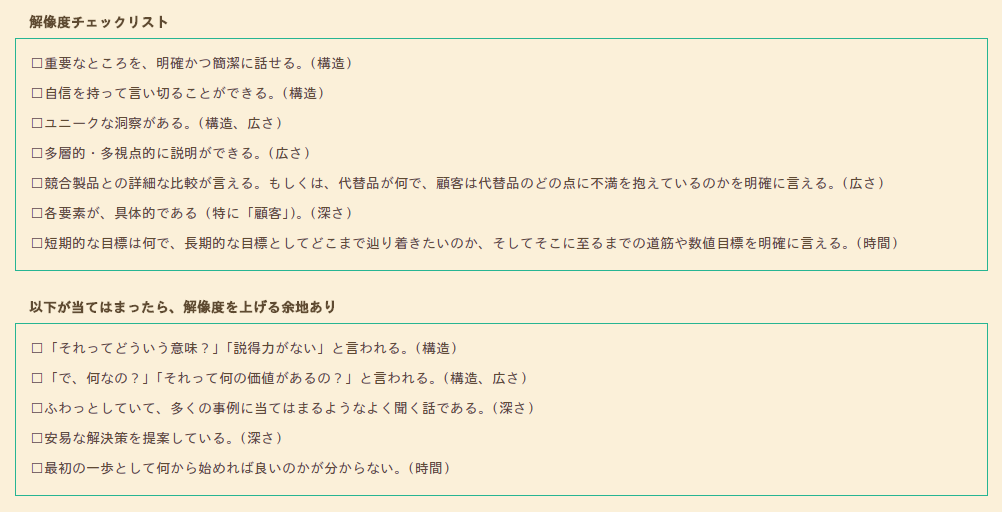 解像度チェックリスト
□重要なところを、明確かつ簡潔に話せる。(構造)
□自信を持って言い切ることができる。(構造)
□ユニークな洞察がある。(構造、広さ)
□多層的・多視点的に説明ができる。(広さ)
□競合製品との詳細な比較が言える。もしくは、代替品が何で、顧客は代替品のどの点に不満を抱えているのかを明確に言える。(広さ)
□各要素が、具体的である（特に「顧客」)。(深さ)
□短期的な目標は何で、長期的な目標としてどこまで辿り着きたいのか、そしてそこに至るまでの道筋や数値目標を明確に言える。(時間)
以下が当てはまったら、解像度を上げる余地あり
□「それってどういう意味？」「説得力がない」と言われる。(構造)
□「で、何なの？」「それって何の価値があるの？」と言われる。(構造、広さ)
□ふわっとしていて、多くの事例に当てはまるようなよく聞く話である。(深さ)
□安易な解決策を提案している。(深さ)
□最初の一歩として何から始めれば良いのかが分からない。(時間)